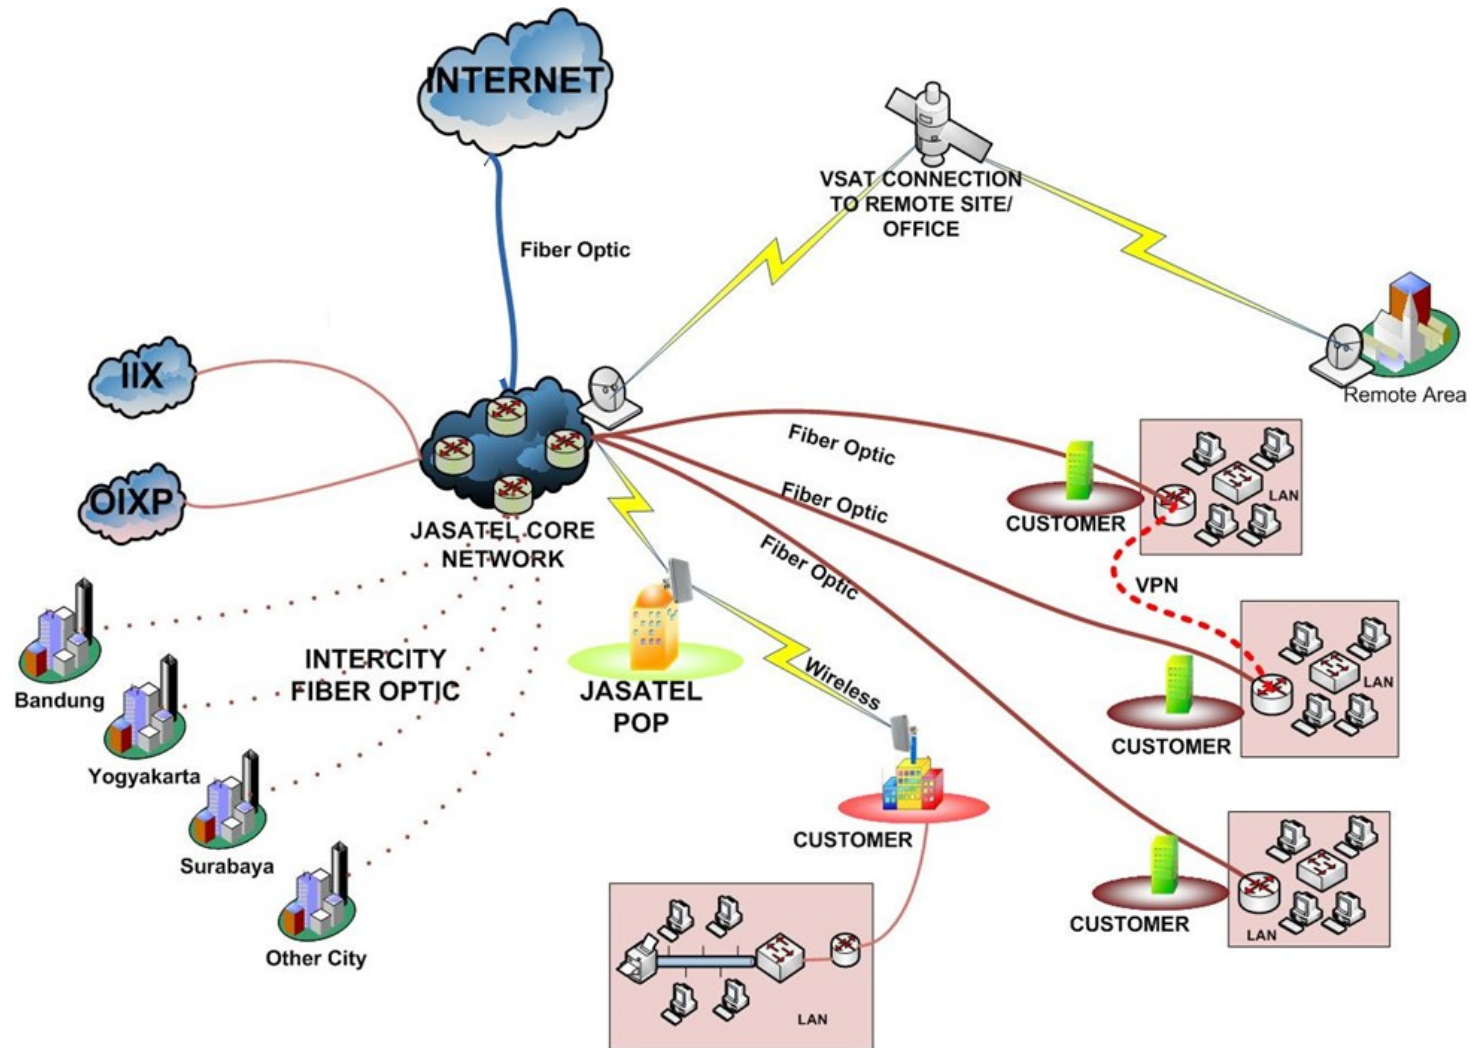 INTERNET
VSAT CONNECTION
TO REMOTE SITE/
OFFICE
Fiber Optic
IIX
Remote Area
Fiber Optic
LAN
OIXP
Fiber Optic
CUSTOMER
JASATEL CORE
NETWORK
Fiber Optic
VPN
INTERCITY
FIBER OPTIC
Wireless
LAN
Bandung
JASATEL
POP
CUSTOMER
Yogyakarta
CUSTOMER
Surabaya
CUSTOMER
LAN
Other City
LAN